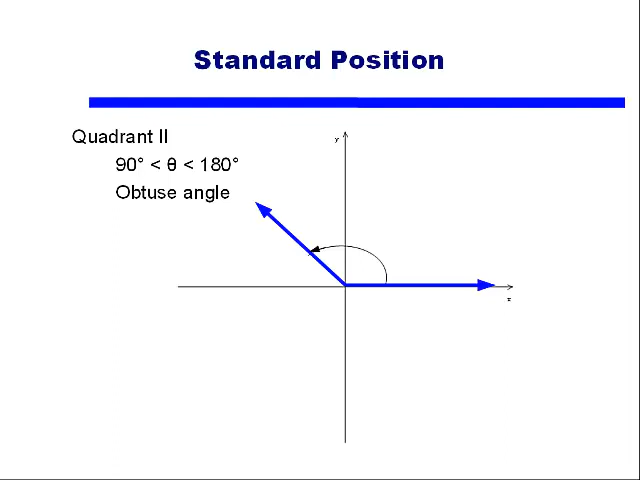 Standard Position
Quadrant II
90° < θ < 180°
Obtuse angle
y
x